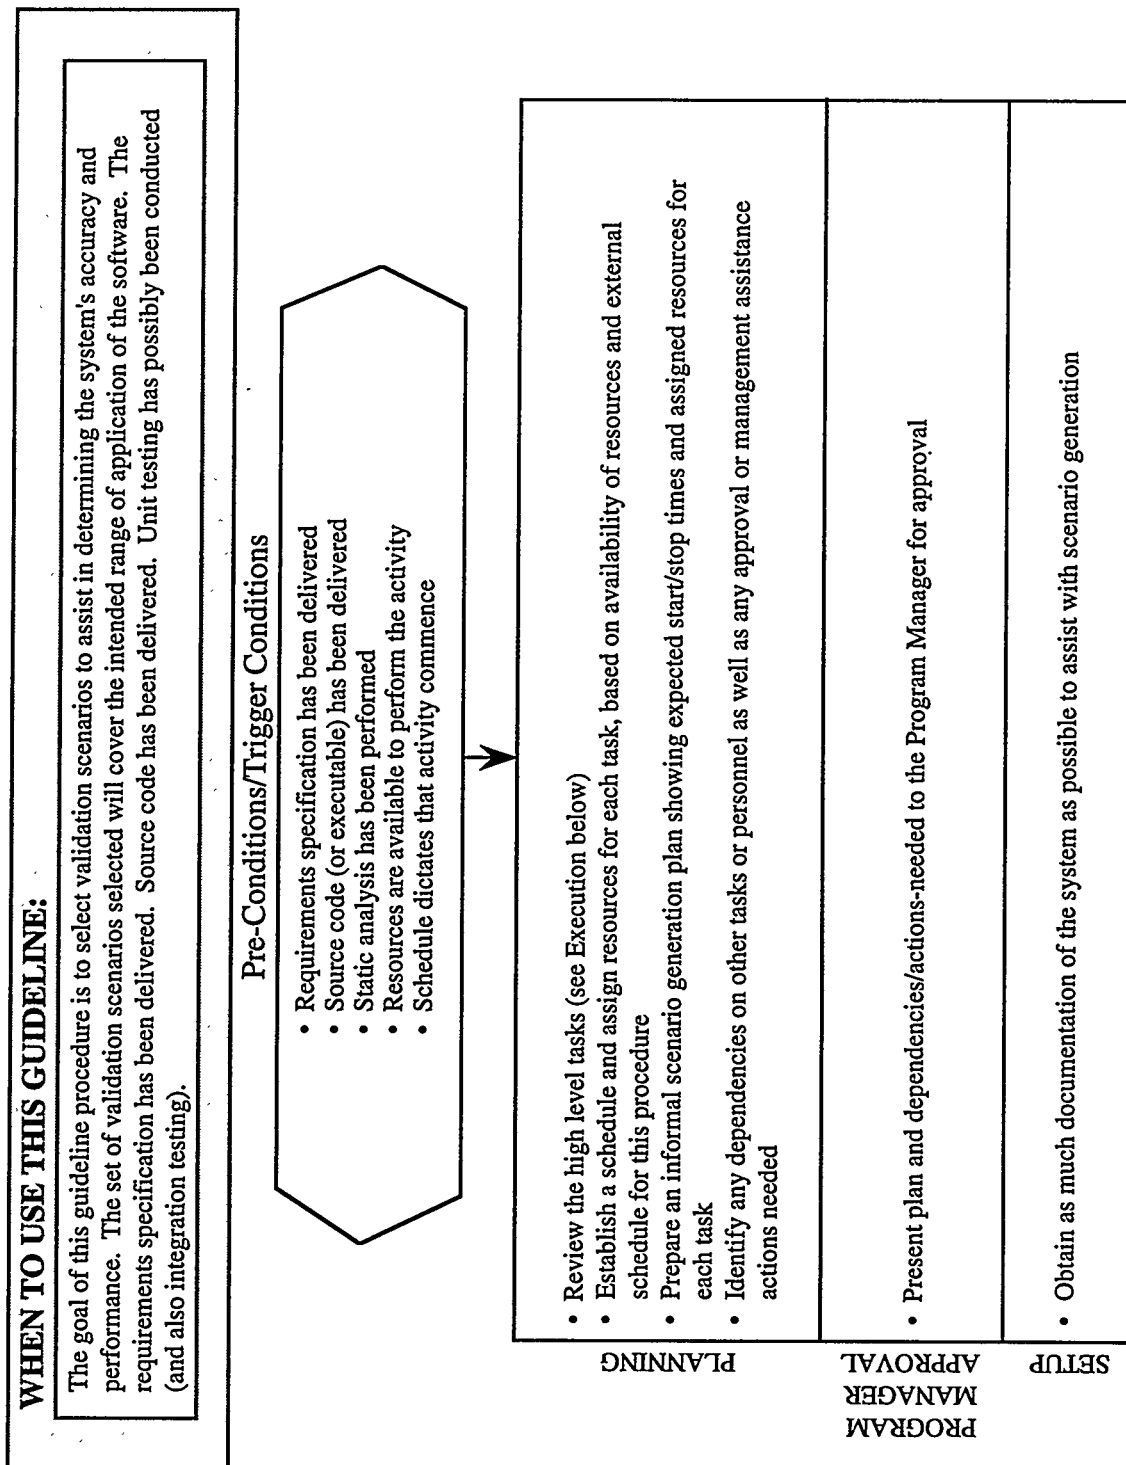 WHEN TO USE THIS GUIDELINE:
The goal of this guideline procedure is to select validation scenarios to assist in determining the system's accuracy and
performance. The set of validation scenarios selected will cover the intended range of application of the software. The
requirements specification has been delivered. Source code has been delivered. Unit testing has possibly been conducted
(and also integration testing).
Pre-Conditions/Trigger Conditions
• Requirements specification has been delivered
• Source code (or executable) has been delivered
• Static analysis has been performed
• Resources are available to perform the activity
• Schedule dictates that activity commence
PLANNING
• Review the high level tasks (see Execution below)
• Establish a schedule and assign resources for each task, based on availability of resources and external
schedule for this procedure
• Prepare an informal scenario generation plan showing expected start/stop times and assigned resources for
each task
• Identify any dependencies on other tasks or personnel as well as any approval or management assistance
actions needed
PROGRAM
MANAGER
APPROVAL
• Present plan and dependencies/actions-needed to the Program Manager for approval
SETUP
• Obtain as much documentation of the system as possible to assist with scenario generation